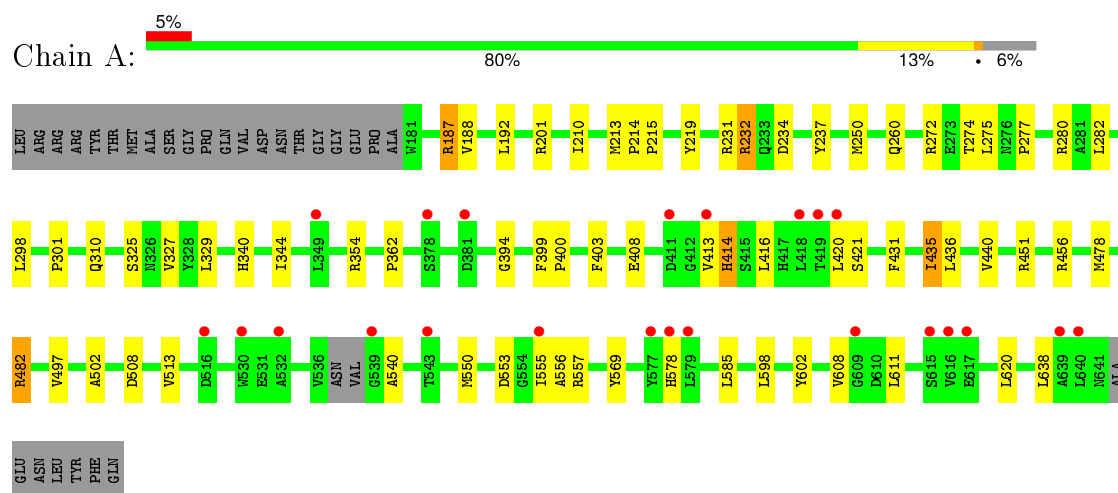 5%
Chain A:
80% 13% • 6%
LEU ARG ARG ARG TYR THR MET ALA SER GLY PRO GLN VAL ASP ASN THR GLY GLY GLU PRO ALA W181 R187 V188 L192 R201 I210 M213 P214 P215 Y219 R231 R232 Q233 D234 Y237 M250 Q260 R272 E273 T274 L275 N276 P277 R280 A281 L282
L298 P301 Q310 S325 N326 V327 Y328 L329 H340 I344 L349 R354 P362 S378 D381 G394 F399 P400 F403 E408 D411 G412 V413 H414 S415 L416 H417 L418 T419 L420 S421 F431 I435 L436 V440 R451 R456 M478
R482 V497 A502 D508 V513 D516 W530 E531 A532 V536 ASN VAL G539 A540 T543 M550 D553 G554 I555 A556 R557 Y569 Y577 H578 L579 L585 L598 Y602 V608 G609 D610 L611 S615 V616 E617 L620 L638 A639 L640 N641 ALA
GLU ASN LEU TYR PHE GLN